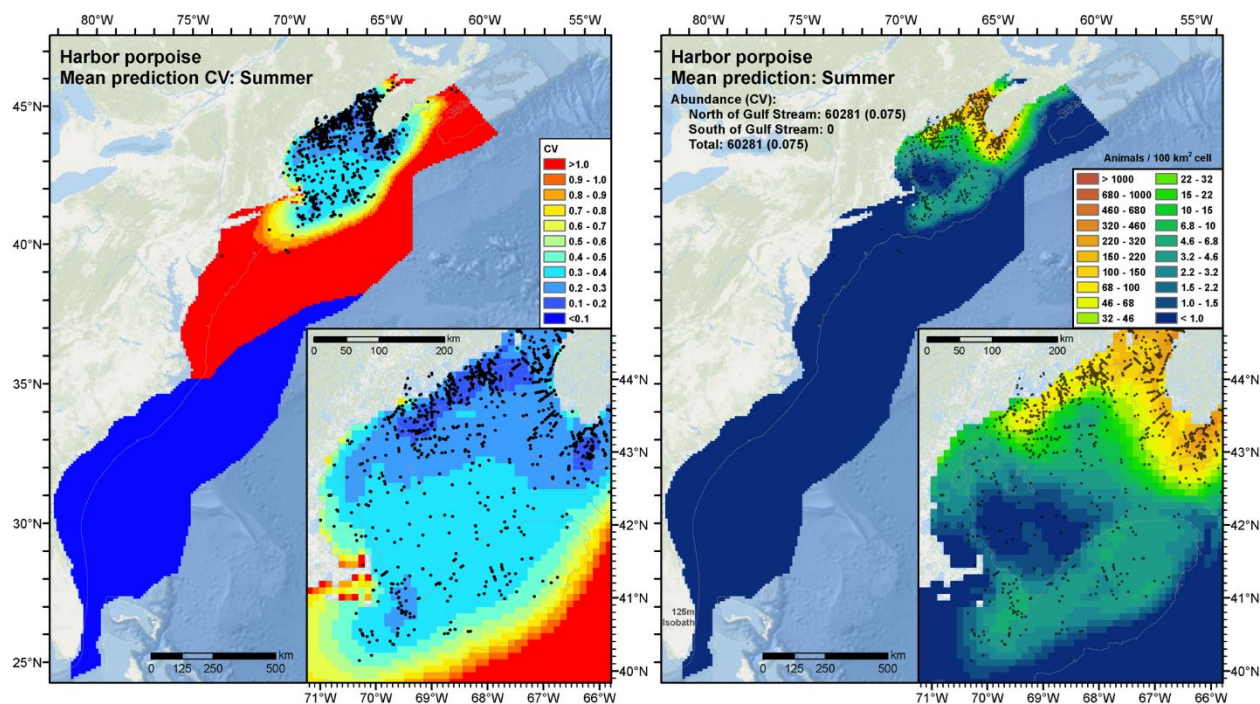 80°W 75°W 70°W 65°W 60°W 55°W
Harbor porpoise
Mean prediction CV: Summer
45°N
40°N
35°N
30°N
25°N
CV
>1.0
0.9 - 1.0
0.8 - 0.9
0.7 - 0.8
0.6 - 0.7
0.5 - 0.6
0.4 - 0.5
0.3 - 0.4
0.2 - 0.3
0.1 - 0.2
<0.1
km
0 50 100 200
44°N
43°N
42°N
41°N
40°N
km
0 125 250 500
71°W 70°W 69°W 68°W 67°W 66°W
80°W 75°W 70°W 65°W 60°W 55°W
Harbor porpoise
Mean prediction: Summer
Abundance (CV):
North of Gulf Stream: 60281 (0.075)
South of Gulf Stream: 0
Total: 60281 (0.075)
45°N
40°N
35°N
30°N
25°N
Animals / 100 km² cell
> 1000 22 - 32
680 - 1000 15 - 22
460 - 680 10 - 15
320 - 460 6.8 - 10
220 - 320 4.6 - 6.8
150 - 220 3.2 - 4.6
100 - 150 2.2 - 3.2
68 - 100 1.5 - 2.2
46 - 68 1.0 - 1.5
32 - 46 < 1.0
km
0 50 100 200
44°N
43°N
42°N
41°N
40°N
125m
Isobath
km
0 125 250 500
71°W 70°W 69°W 68°W 67°W 66°W